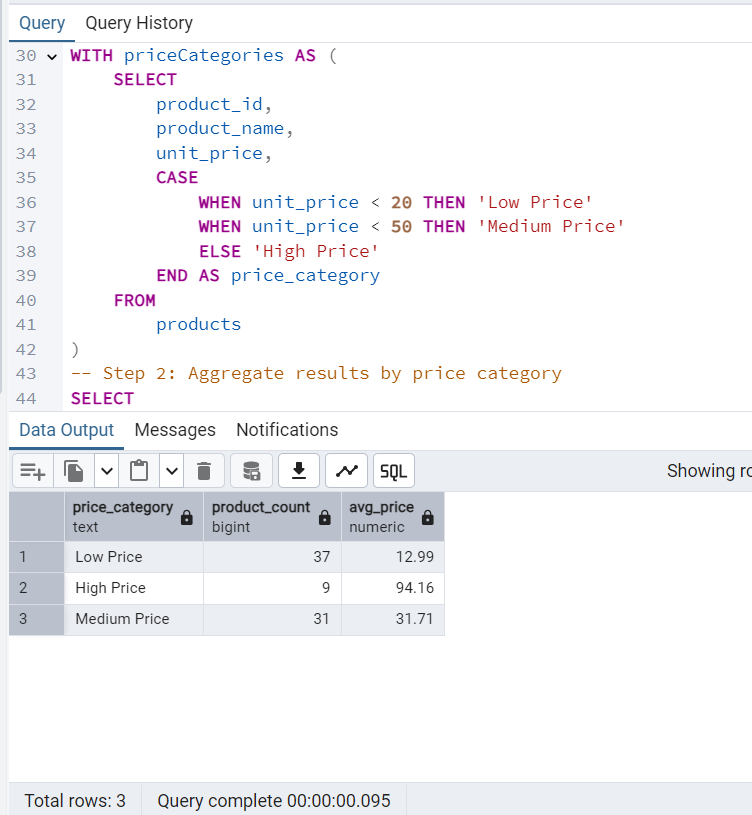 Query Query History
30 WITH priceCategories AS (
31 SELECT
32 product_id,
33 product_name,
34 unit_price,
35 CASE
36 WHEN unit_price < 20 THEN 'Low Price'
37 WHEN unit_price < 50 THEN 'Medium Price'
38 ELSE 'High Price'
39 END AS price_category
40 FROM
41 products
42 )
43 -- Step 2: Aggregate results by price category
44 SELECT
Data Output Messages Notifications
SQL Showing
price_category product_count avg_price
text bigint numeric
1 Low Price 37 12.99
2 High Price 9 94.16
3 Medium Price 31 31.71
Total rows: 3 Query complete 00:00:00.095